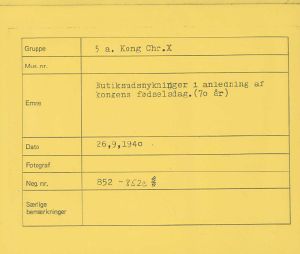 Gruppe 5 a. Kong Chr.X
Mus. nr.
Emne Butiksudsmykninger i anledning af
kongens fødselsdag.(70 år)
Dato 26,9,1940 .
Fotograf
Neg. nr. 852 -
Særlige
bemærkninger